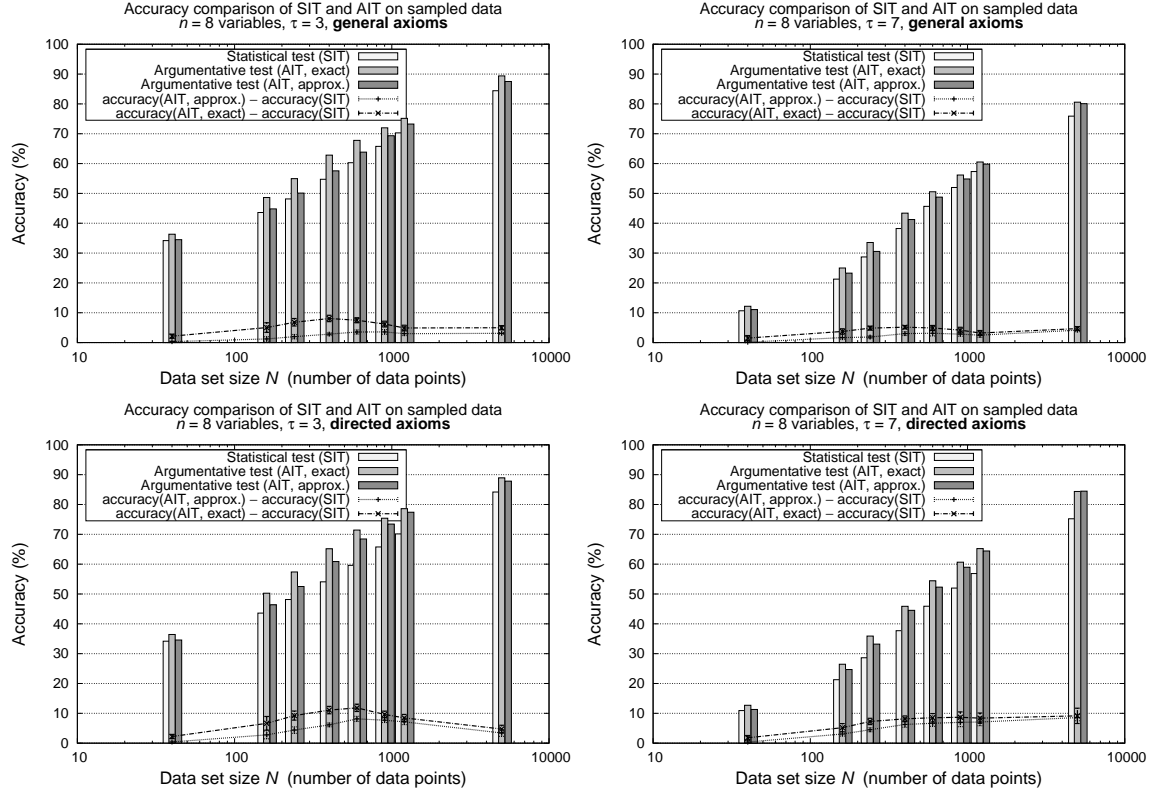 Accuracy comparison of SIT and AIT on sampled data
n = 8 variables, τ = 3, general axioms
Accuracy (%)
100
90
80
70
60
50
40
30
20
10
0
Statistical test (SIT)
Argumentative test (AIT, exact)
Argumentative test (AIT, approx.)
accuracy(AIT, approx.) − accuracy(SIT)
accuracy(AIT, exact) − accuracy(SIT)
10 100 1000 10000
Data set size N (number of data points)
Accuracy comparison of SIT and AIT on sampled data
n = 8 variables, τ = 7, general axioms
Accuracy (%)
100
90
80
70
60
50
40
30
20
10
0
Statistical test (SIT)
Argumentative test (AIT, exact)
Argumentative test (AIT, approx.)
accuracy(AIT, approx.) − accuracy(SIT)
accuracy(AIT, exact) − accuracy(SIT)
10 100 1000 10000
Data set size N (number of data points)
Accuracy comparison of SIT and AIT on sampled data
n = 8 variables, τ = 3, directed axioms
Accuracy (%)
100
90
80
70
60
50
40
30
20
10
0
Statistical test (SIT)
Argumentative test (AIT, exact)
Argumentative test (AIT, approx.)
accuracy(AIT, approx.) − accuracy(SIT)
accuracy(AIT, exact) − accuracy(SIT)
10 100 1000 10000
Data set size N (number of data points)
Accuracy comparison of SIT and AIT on sampled data
n = 8 variables, τ = 7, directed axioms
Accuracy (%)
100
90
80
70
60
50
40
30
20
10
0
Statistical test (SIT)
Argumentative test (AIT, exact)
Argumentative test (AIT, approx.)
accuracy(AIT, approx.) − accuracy(SIT)
accuracy(AIT, exact) − accuracy(SIT)
10 100 1000 10000
Data set size N (number of data points)